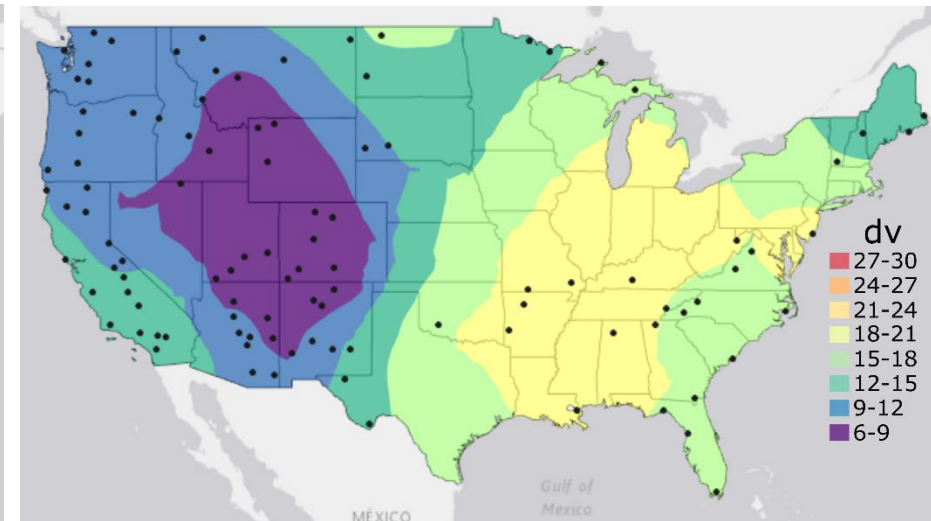 dv
27-30
24-27
21-24
18-21
15-18
12-15
9-12
6-9
Gulf of
Mexico
MÉXICO